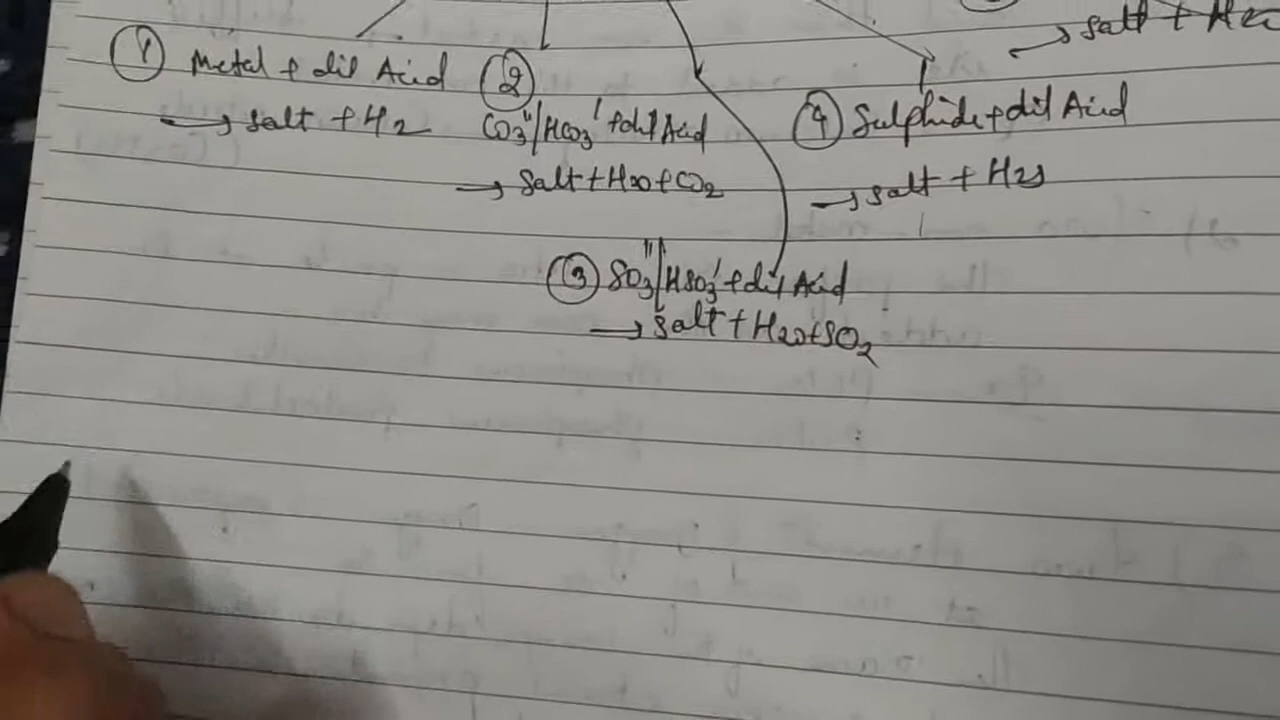 → salt + H2
① Metal + dil Acid
→ salt + H2
②
CO3''/HCO3' + dil Acid
→ Salt + H2O + CO2
④ Sulphide + dil Acid
→ salt + H2S
③ SO3''/HSO3' + dil Acid
→ salt + H2O + SO2